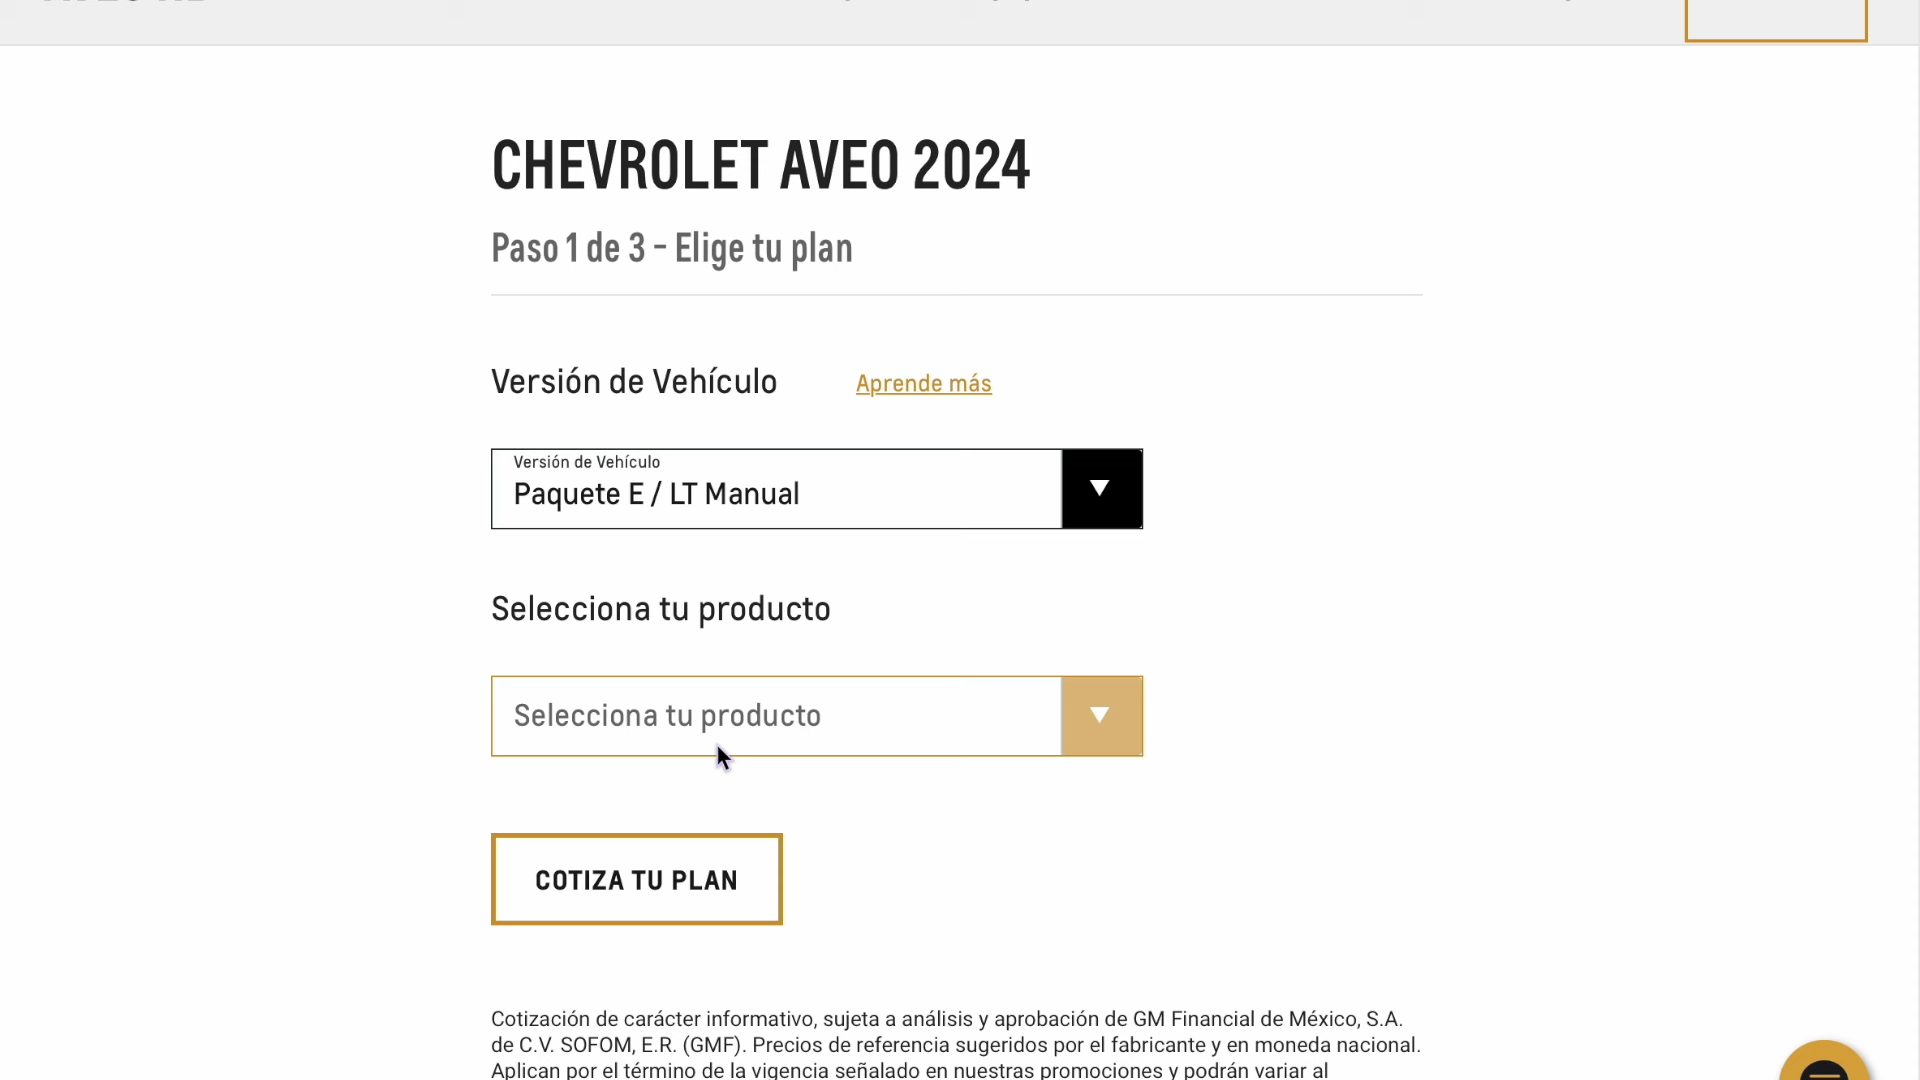 CHEVROLET AVEO 2024
Paso 1 de 3 - Elige tu plan
Versión de Vehículo
Aprende más
Versión de Vehículo
Paquete E / LT Manual
Selecciona tu producto
Selecciona tu producto
COTIZA TU PLAN
Cotización de carácter informativo, sujeta a análisis y aprobación de GM Financial de México, S.A.
de C.V. SOFOM, E.R. (GMF). Precios de referencia sugeridos por el fabricante y en moneda nacional.
Aplican por el término de la vigencia señalado en nuestras promociones y podrán variar al